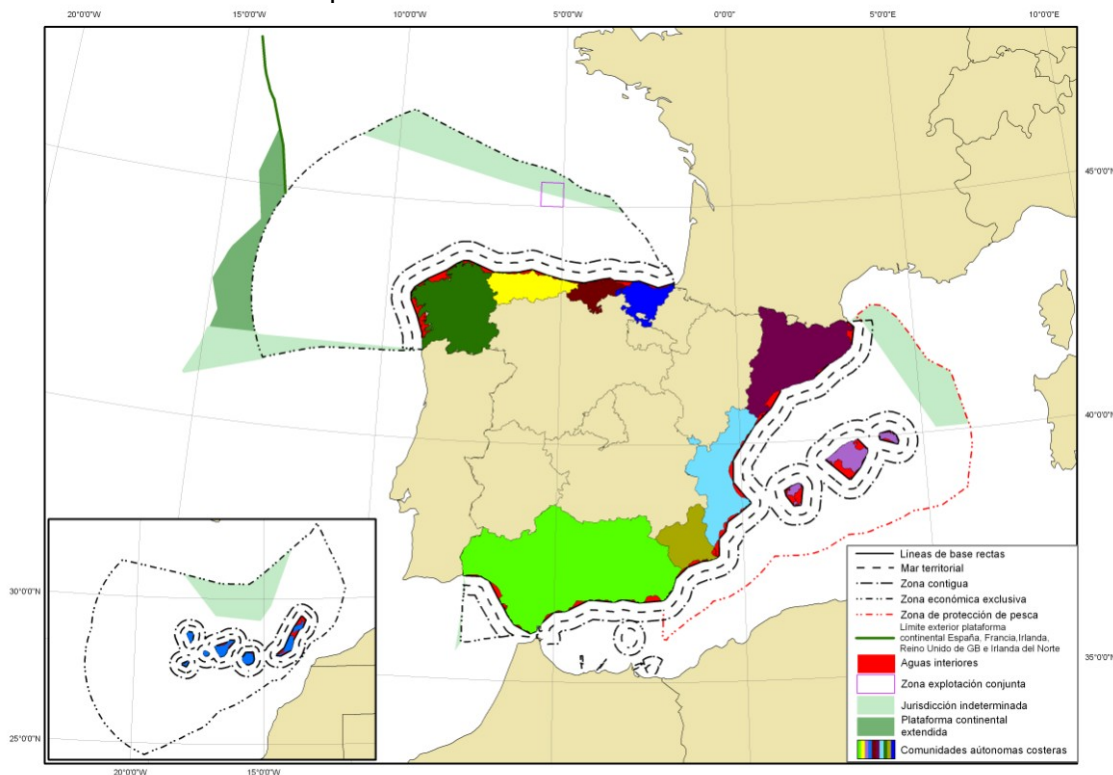 20°0'0"W 15°0'0"W 10°0'0"W 5°0'0"W 0°0'0" 5°0'0"E 10°0'0"E
45°0'0"N
40°0'0"N
35°0'0"N
30°0'0"N
25°0'0"N
20°0'0"W 15°0'0"W
Líneas de base rectas
Mar territorial
Zona contigua
Zona económica exclusiva
Zona de protección de pesca
Límite exterior plataforma
continental España, Francia,Irlanda,
Reino Unido de GB e Irlanda del Norte
Aguas interiores
Zona explotación conjunta
Jurisdicción indeterminada
Plataforma continental
extendida
Comunidades aútonomas costeras